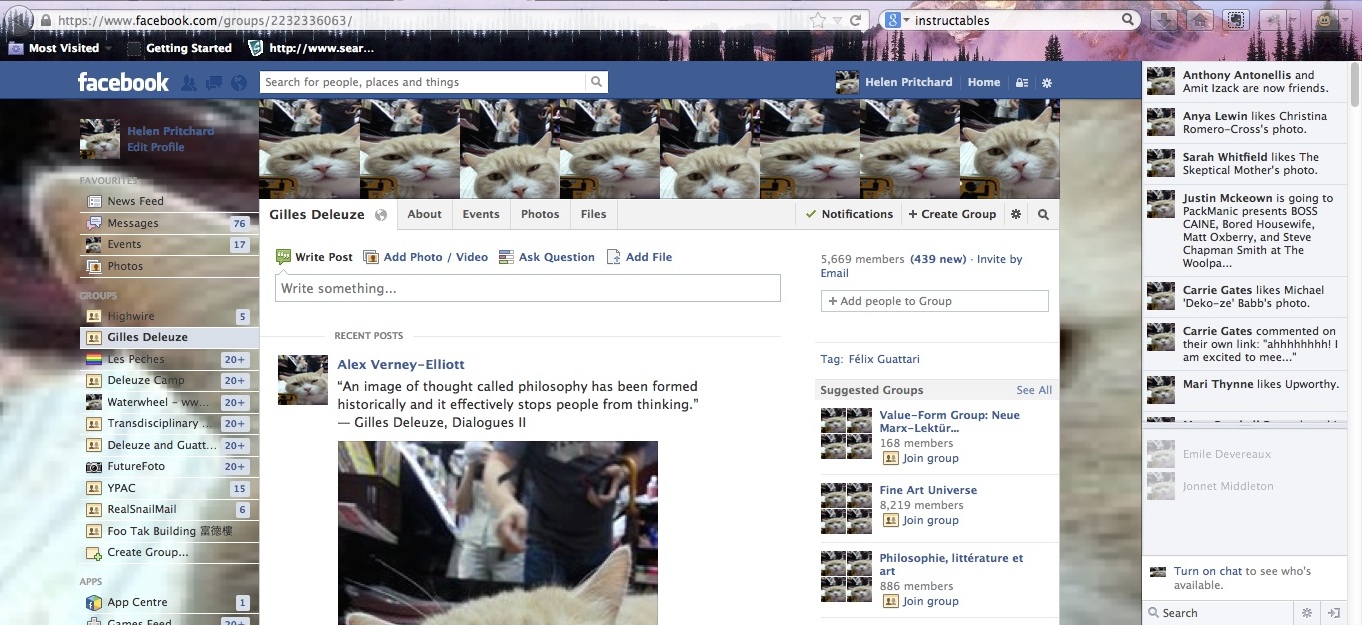 https://www.facebook.com/groups/2232336063/
instructables
Most Visited
Getting Started
http://www.sear...
facebook
Search for people, places and things
Helen Pritchard
Home
Helen Pritchard
Edit Profile
FAVOURITES
News Feed
Messages 76
Events 17
Photos
GROUPS
Highwire 5
Gilles Deleuze
Les Peches 20+
Deleuze Camp 20+
Waterwheel - ww... 20+
Transdisciplinary ... 20+
Deleuze and Guatt... 20+
FutureFoto 20+
YPAC 15
RealSnailMail 6
Foo Tak Building 富德樓
Create Group...
APPS
App Centre 1
Games Feed 20+
Gilles Deleuze
About
Events
Photos
Files
Notifications
+ Create Group
Write Post
Add Photo / Video
Ask Question
Add File
Write something...
RECENT POSTS
Alex Verney-Elliott
“An image of thought called philosophy has been formed
historically and it effectively stops people from thinking.”
— Gilles Deleuze, Dialogues II
5,669 members (439 new) · Invite by
Email
+ Add people to Group
Tag: Félix Guattari
Suggested Groups
See All
Value-Form Group: Neue
Marx-Lektür...
168 members
Join group
Fine Art Universe
8,219 members
Join group
Philosophie, littérature et
art
886 members
Join group
Anthony Antonellis and
Amit Izack are now friends.
Anya Lewin likes Christina
Romero-Cross's photo.
Sarah Whitfield likes The
Skeptical Mother's photo.
Justin Mckeown is going to
PackManic presents BOSS
CAINE, Bored Housewife,
Matt Oxberry, and Steve
Chapman Smith at The
Woolpa...
Carrie Gates likes Michael
'Deko-ze' Babb's photo.
Carrie Gates commented on
their own link: "ahhhhhhhh! I
am excited to mee..."
Mari Thynne likes Upworthy.
Emile Devereaux
Jonnet Middleton
Turn on chat to see who's
available.
Search